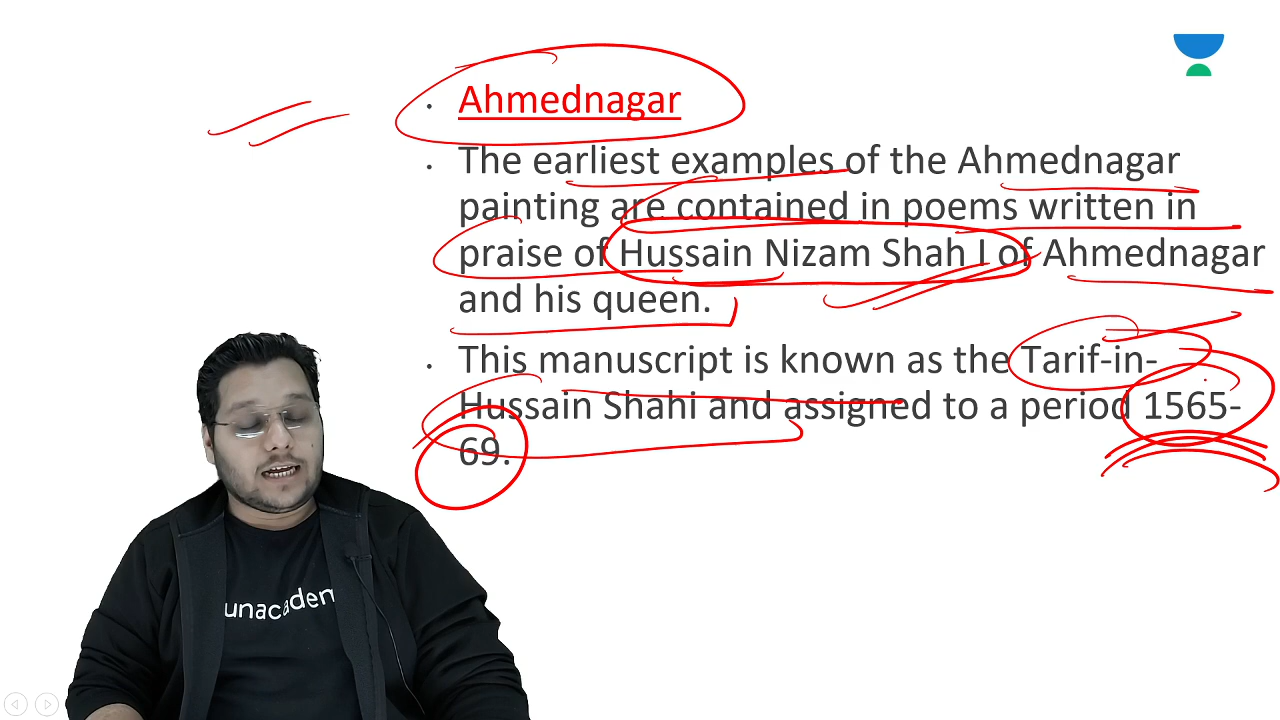 Ahmednagar
The earliest examples of the Ahmednagar
painting are contained in poems written in
praise of Hussain Nizam Shah I of Ahmednagar
and his queen.
This manuscript is known as the Tarif-in-
Hussain Shahi and assigned to a period 1565-
69.
unacadem